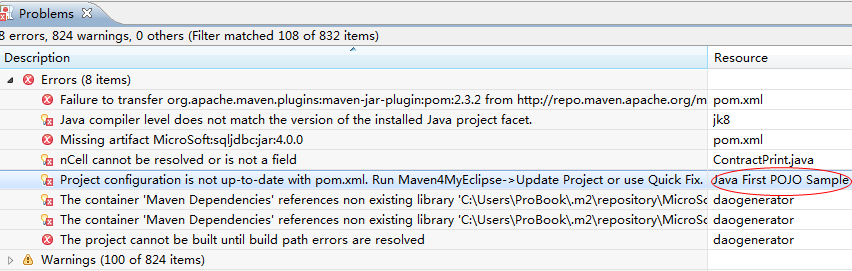 Problems
8 errors, 824 warnings, 0 others (Filter matched 108 of 832 items)
Description Resource
Errors (8 items)
Failure to transfer org.apache.maven.plugins:maven-jar-plugin:pom:2.3.2 from http://repo.maven.apache.org/m pom.xml
Java compiler level does not match the version of the installed Java project facet. jk8
Missing artifact MicroSoft:sqljdbc:jar:4.0.0 pom.xml
nCell cannot be resolved or is not a field ContractPrint.java
Project configuration is not up-to-date with pom.xml. Run Maven4MyEclipse->Update Project or use Quick Fix. Java First POJO Sample
The container 'Maven Dependencies' references non existing library 'C:\Users\ProBook\.m2\repository\MicroSo daogenerator
The container 'Maven Dependencies' references non existing library 'C:\Users\ProBook\.m2\repository\MicroSo daogenerator
The project cannot be built until build path errors are resolved daogenerator
Warnings (100 of 824 items)